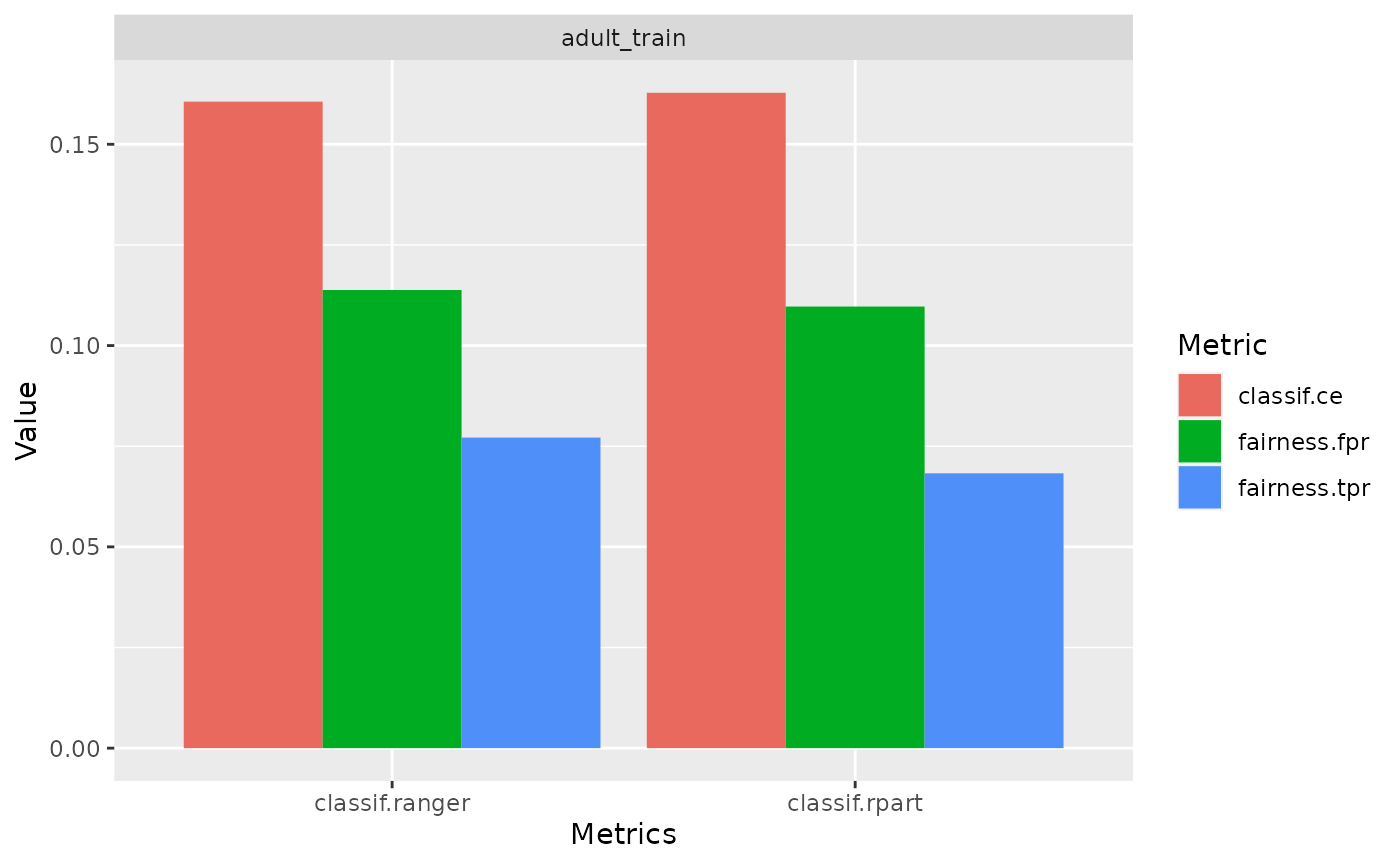 adult_train
0.15
0.10
0.05
0.00
Value
classif.ranger
classif.rpart
Metrics
Metric
classif.ce
fairness.fpr
fairness.tpr